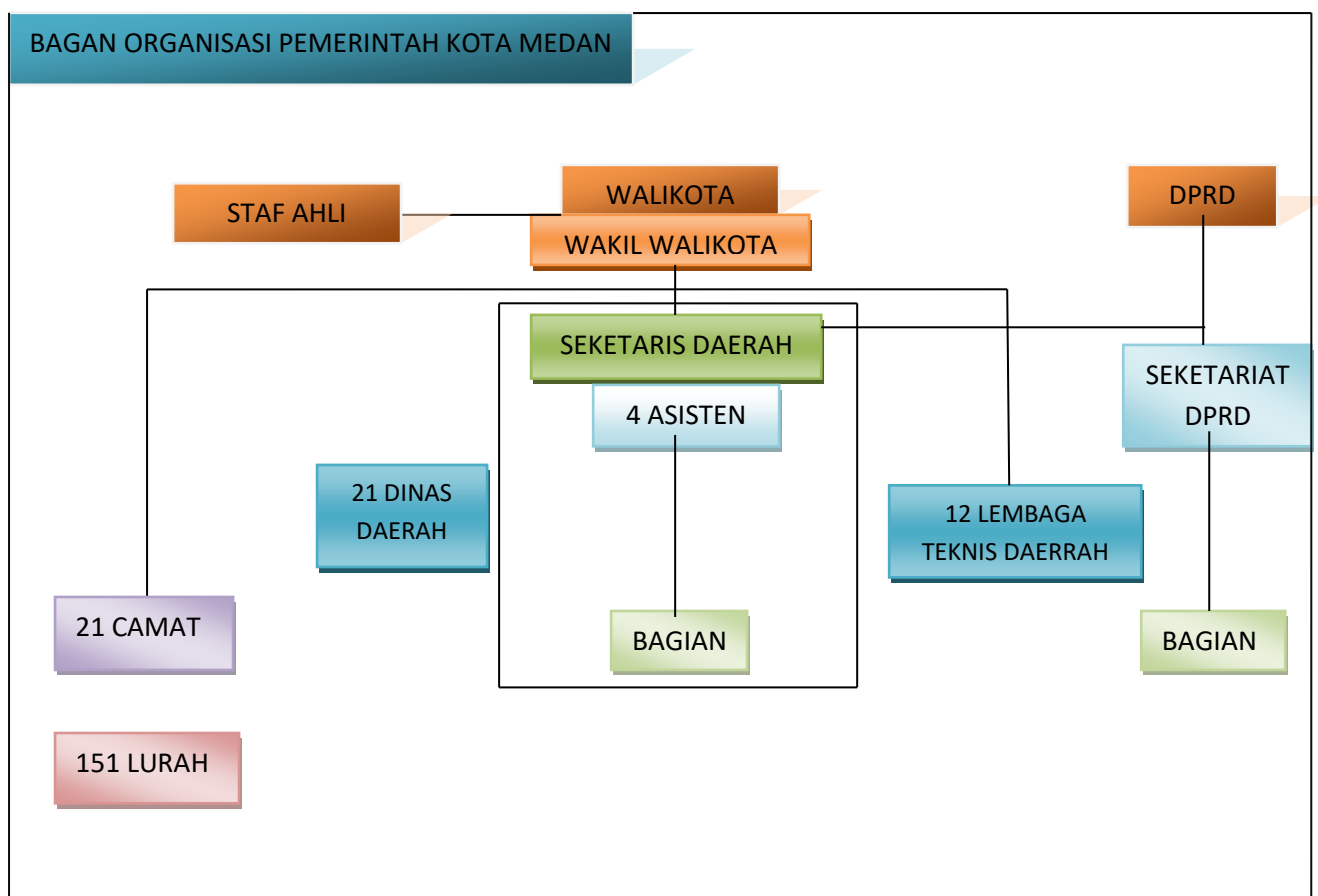 BAGAN ORGANISASI PEMERINTAH KOTA MEDAN
STAF AHLI
WALIKOTA
WAKIL WALIKOTA
DPRD
SEKETARIS DAERAH
4 ASISTEN
SEKETARIAT
DPRD
21 DINAS
DAERAH
12 LEMBAGA
TEKNIS DAERRAH
21 CAMAT
BAGIAN
BAGIAN
151 LURAH